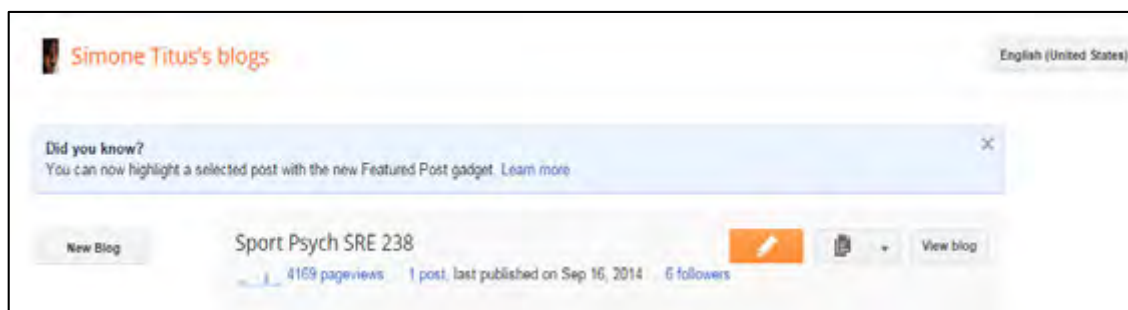 Simone Titus's blogs
English (United States)
Did you know?
You can now highlight a selected post with the new Featured Post gadget. Learn more
New Blog
Sport Psych SRE 238
View blog
4169 pageviews 1 post, last published on Sep 16, 2014 6 followers